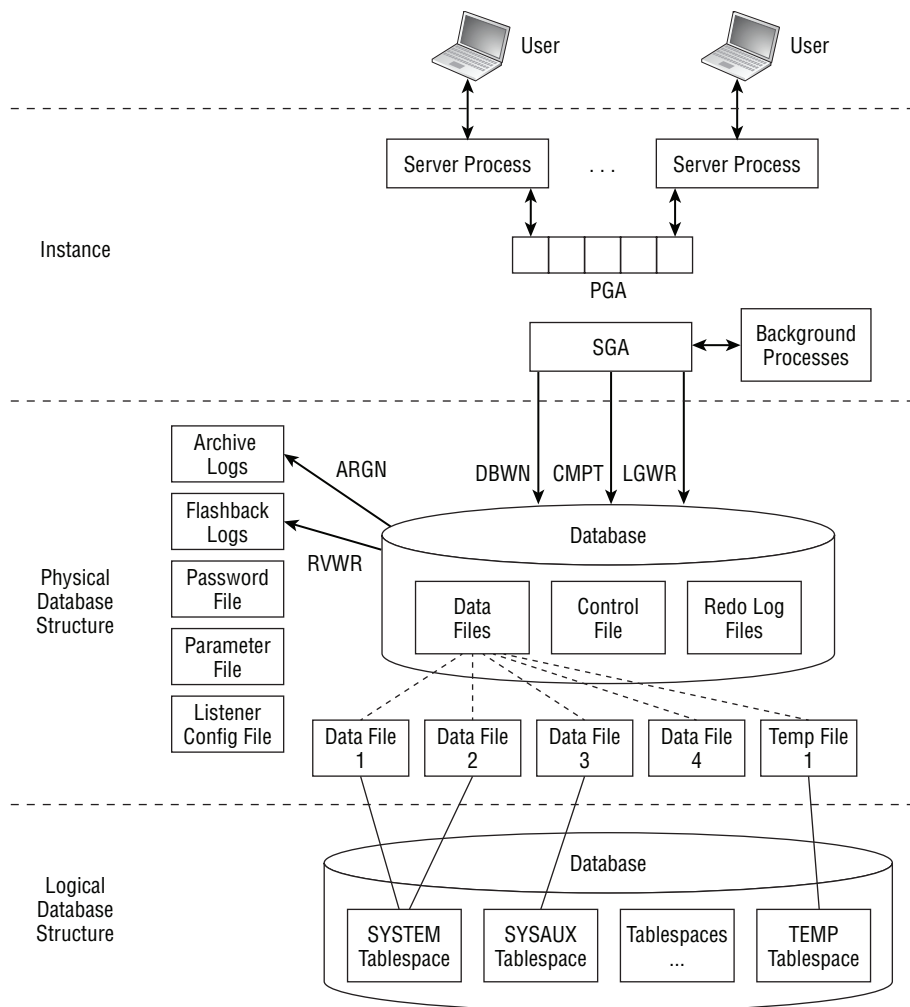 User
User
Server Process
. . .
Server Process
Instance
PGA
SGA
Background
Processes
Archive
Logs
ARGN
DBWN
CMPT
LGWR
Flashback
Logs
RVWR
Database
Physical
Database
Structure
Password
File
Data
Files
Control
File
Redo Log
Files
Parameter
File
Listener
Config File
Data File
1
Data File
2
Data File
3
Data File
4
Temp File
1
Logical
Database
Structure
Database
SYSTEM
Tablespace
SYSAUX
Tablespace
Tablespaces
...
TEMP
Tablespace